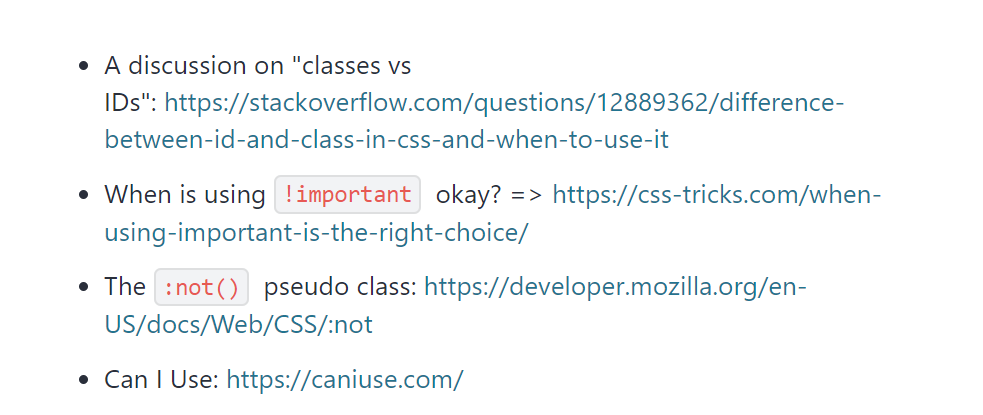 A discussion on "classes vs
IDs": https://stackoverflow.com/questions/12889362/difference-
between-id-and-class-in-css-and-when-to-use-it
When is using !important okay? => https://css-tricks.com/when-
using-important-is-the-right-choice/
The :not() pseudo class: https://developer.mozilla.org/en-
US/docs/Web/CSS/:not
Can I Use: https://caniuse.com/